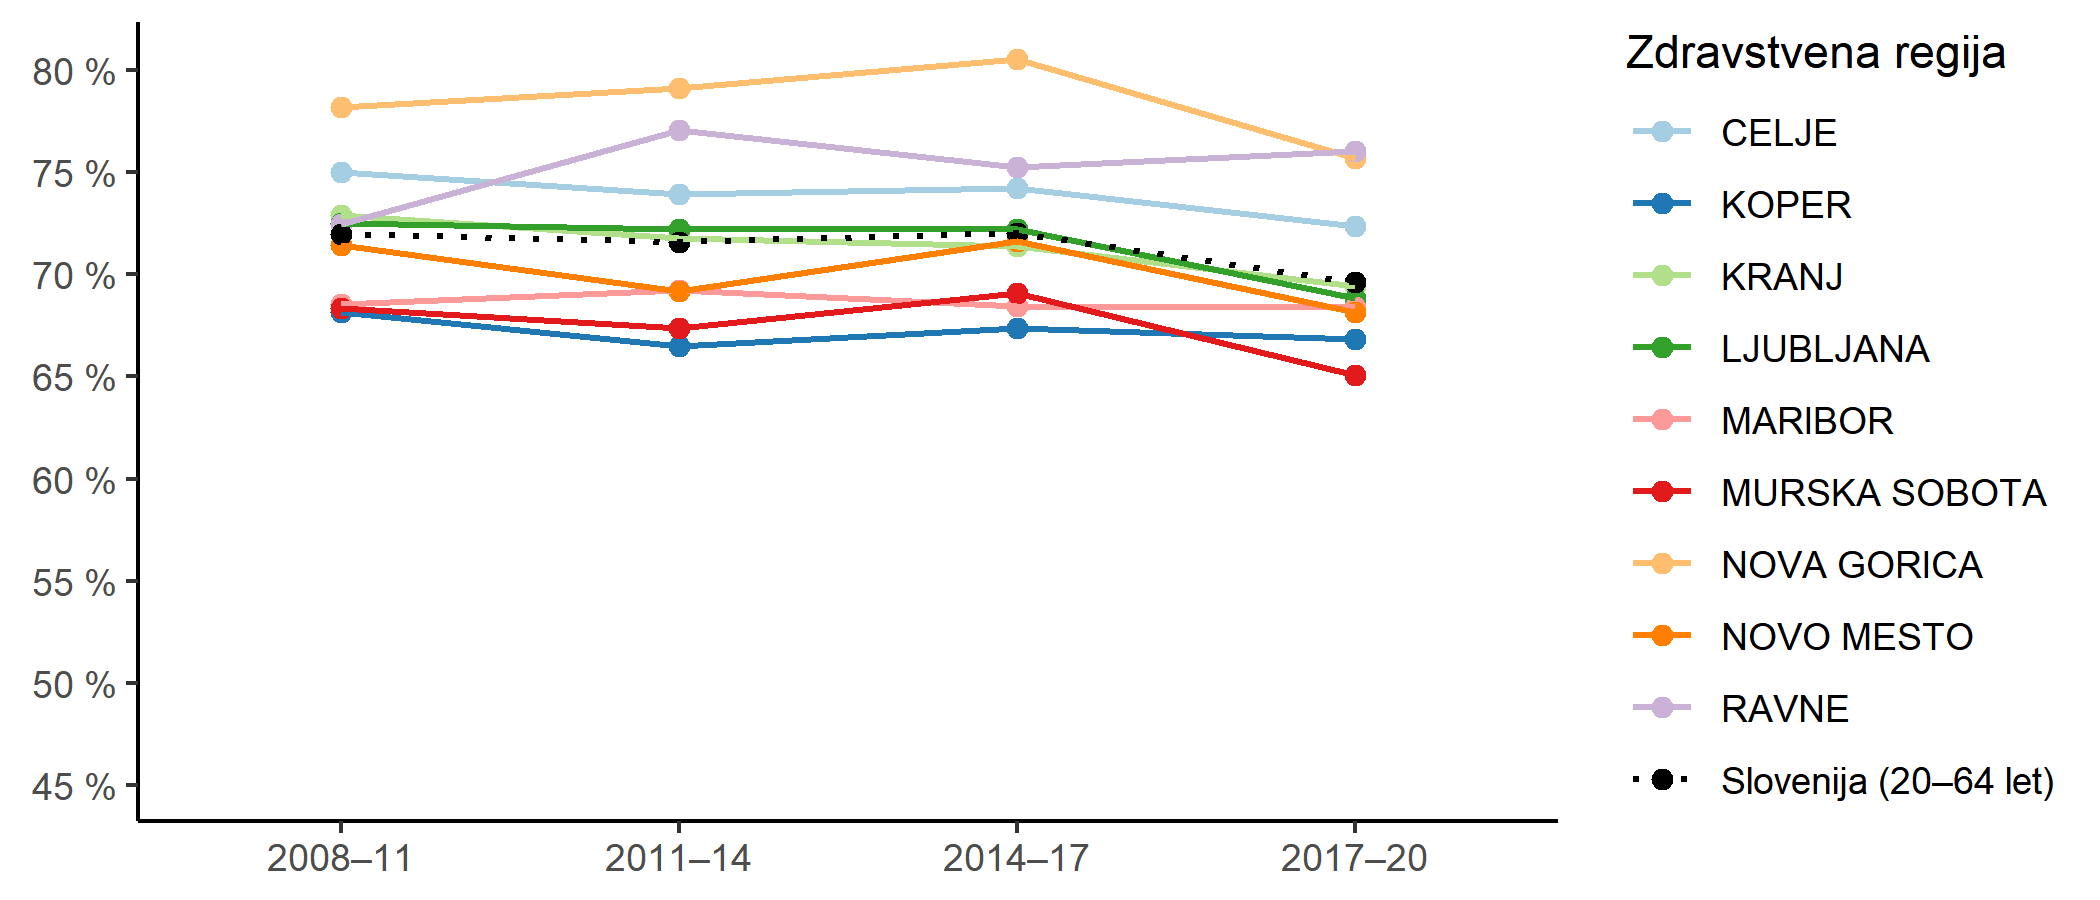 80 %
75 %
70 %
65 %
60 %
55 %
50 %
45 %
2008–11
2011–14
2014–17
2017–20
Zdravstvena regija
CELJE
KOPER
KRANJ
LJUBLJANA
MARIBOR
MURSKA SOBOTA
NOVA GORICA
NOVO MESTO
RAVNE
Slovenija (20–64 let)